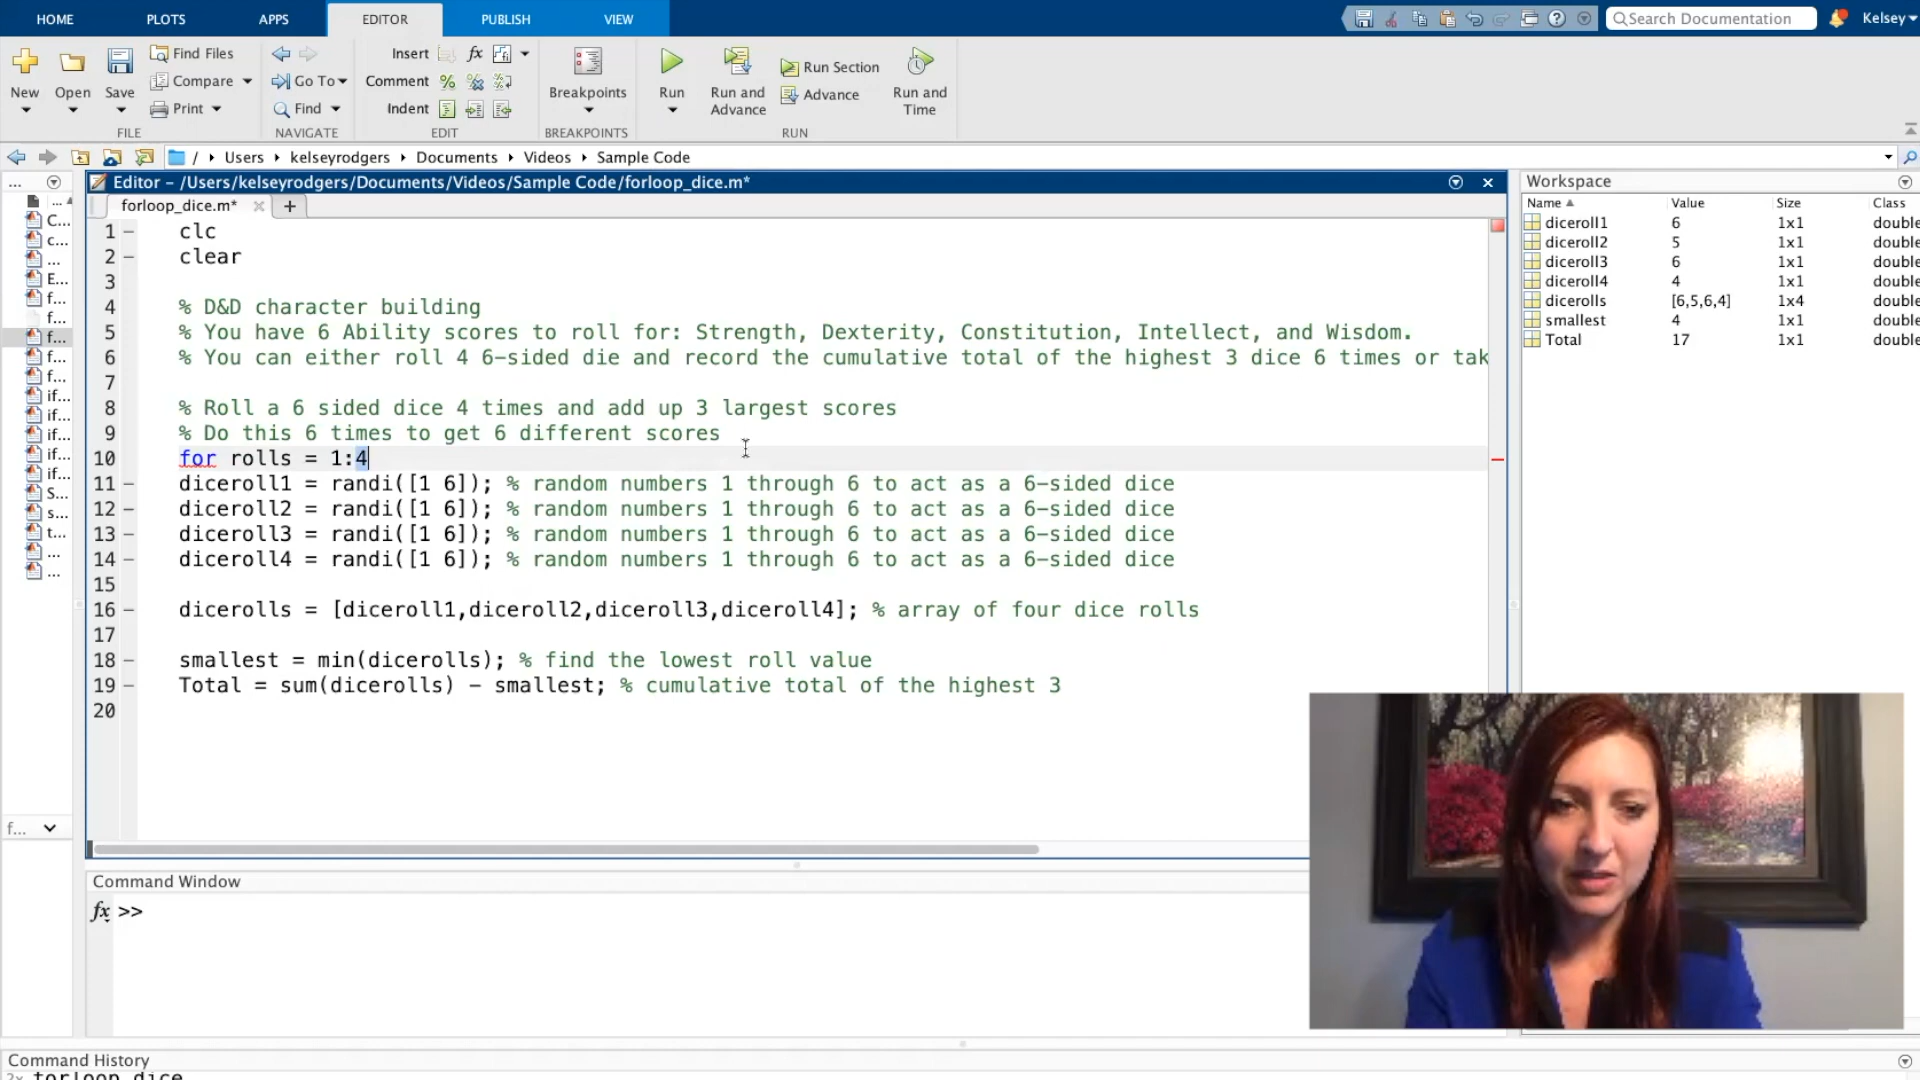 HOME PLOTS APPS EDITOR PUBLISH VIEW Search Documentation Kelsey
Find Files Insert fx
Compare Go To Comment Run Section
New Open Save Print Find Indent Breakpoints Run Run and Advance Advance Run and Time
FILE NAVIGATE EDIT BREAKPOINTS RUN
/ Users kelseyrodgers Documents Videos Sample Code
Editor - /Users/kelseyrodgers/Documents/Videos/Sample Code/forloop_dice.m*
forloop_dice.m* +
1 clc
2 clear
3
4 % D&D character building
5 % You have 6 Ability scores to roll for: Strength, Dexterity, Constitution, Intellect, and Wisdom.
6 % You can either roll 4 6-sided die and record the cumulative total of the highest 3 dice 6 times or tak
7
8 % Roll a 6 sided dice 4 times and add up 3 largest scores
9 % Do this 6 times to get 6 different scores
10 for rolls = 1:4
11 diceroll1 = randi([1 6]); % random numbers 1 through 6 to act as a 6-sided dice
12 diceroll2 = randi([1 6]); % random numbers 1 through 6 to act as a 6-sided dice
13 diceroll3 = randi([1 6]); % random numbers 1 through 6 to act as a 6-sided dice
14 diceroll4 = randi([1 6]); % random numbers 1 through 6 to act as a 6-sided dice
15
16 dicerolls = [diceroll1,diceroll2,diceroll3,diceroll4]; % array of four dice rolls
17
18 smallest = min(dicerolls); % find the lowest roll value
19 Total = sum(dicerolls) - smallest; % cumulative total of the highest 3
20
... 
...
C...
c...
...
E...
f...
f...
f...
f...
f...
if...
if...
if...
if...
if...
S...
s...
t...
...
...
f...
Workspace
Name Value Size Class
diceroll1 6 1x1 double
diceroll2 5 1x1 double
diceroll3 6 1x1 double
diceroll4 4 1x1 double
dicerolls [6,5,6,4] 1x4 double
smallest 4 1x1 double
Total 17 1x1 double
Command Window
fx >>
Command History
2x forloop_dice